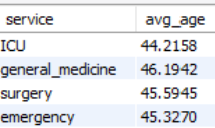 service avg_age
ICU 44.2158
general_medicine 46.1942
surgery 45.5945
emergency 45.3270